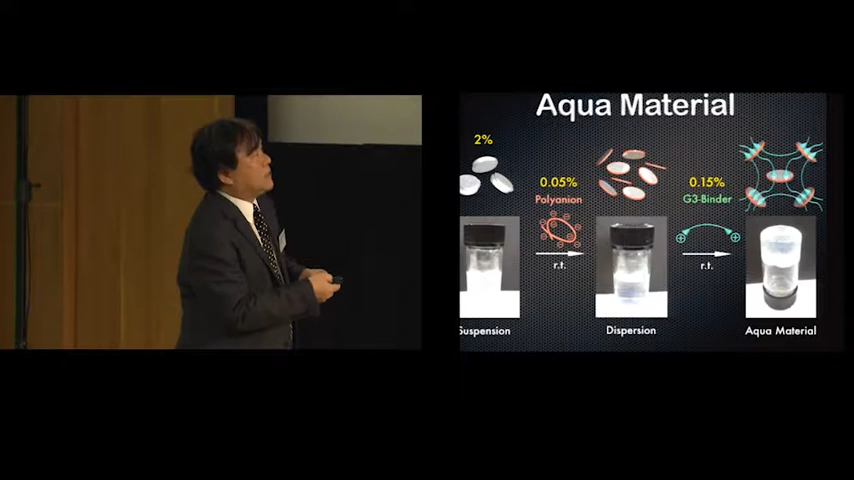 Aqua Material
2%
0.05%
Polyanion
r.t.
0.15%
G3-Binder
r.t.
Suspension
Dispersion
Aqua Material